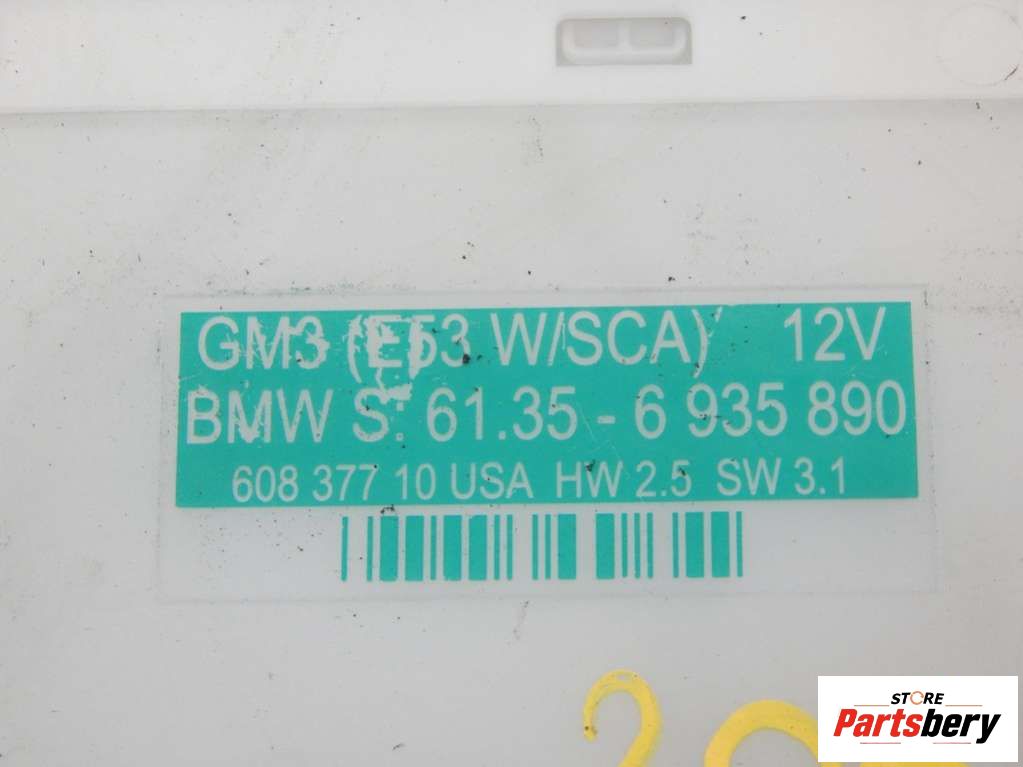 GM3 (E53 W/SCA) 12V
BMW S: 61.35 - 6 935 890
608 377 10 USA HW 2.5 SW 3.1
STORE
Partsbery